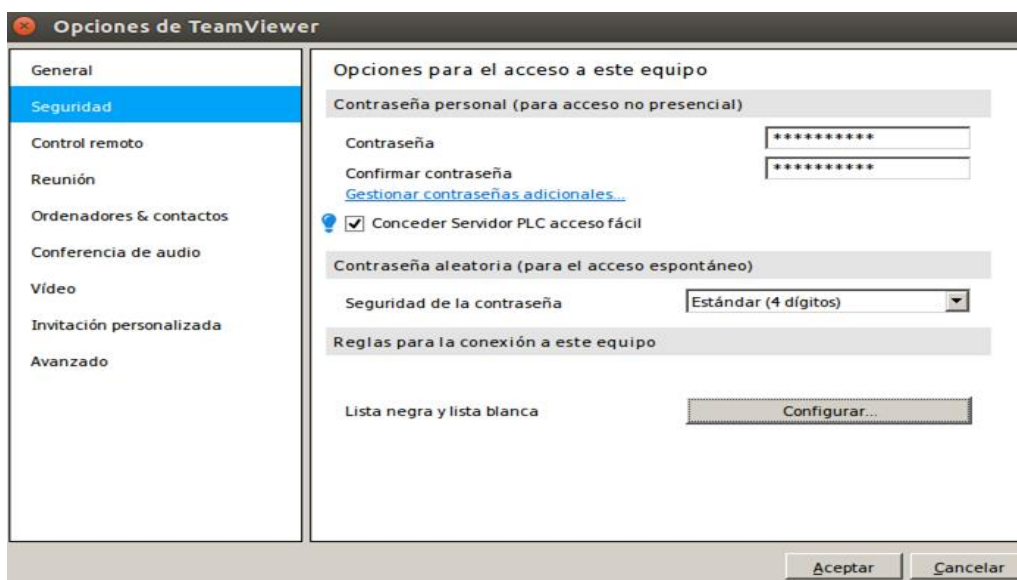 Opciones de TeamViewer
General
Seguridad
Control remoto
Reunión
Ordenadores & contactos
Conferencia de audio
Vídeo
Invitación personalizada
Avanzado
Opciones para el acceso a este equipo
Contraseña personal (para acceso no presencial)
Contraseña **********
Confirmar contraseña **********
Gestionar contraseñas adicionales...
Conceder Servidor PLC acceso fácil
Contraseña aleatoria (para el acceso espontáneo)
Seguridad de la contraseña Estándar (4 dígitos)
Reglas para la conexión a este equipo
Lista negra y lista blanca Configurar...
Aceptar Cancelar